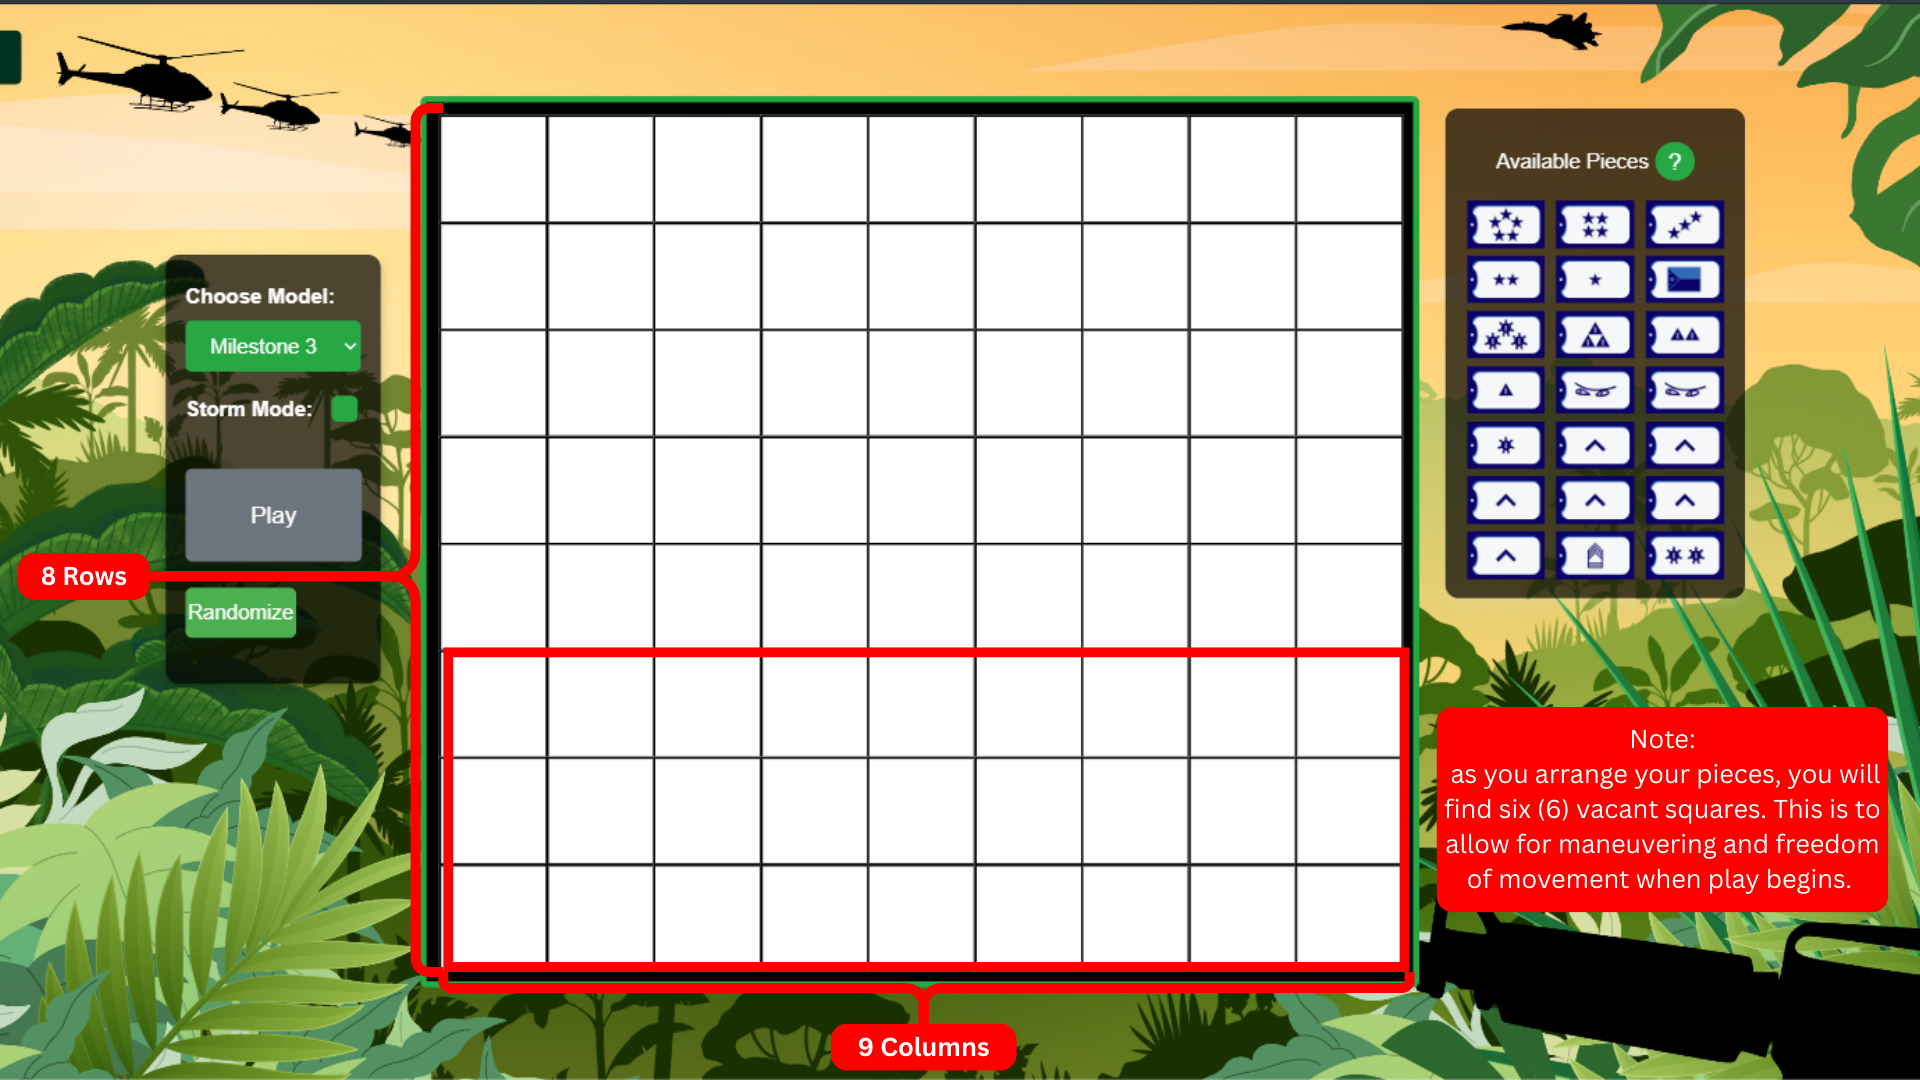 Available Pieces ?
Choose Model:
Milestone 3
Storm Mode:
Play
8 Rows
Randomize
Note:
as you arrange your pieces, you will
find six (6) vacant squares. This is to
allow for maneuvering and freedom
of movement when play begins.
9 Columns